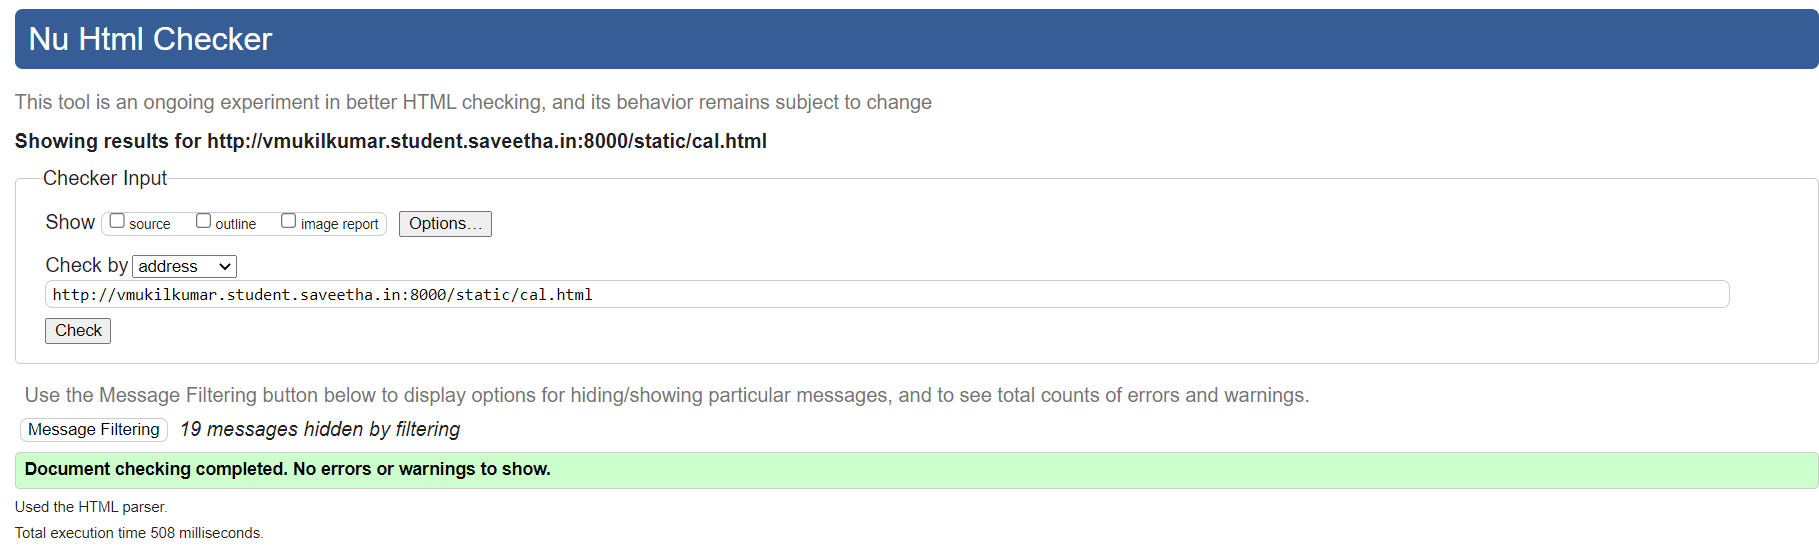 Nu Html Checker
This tool is an ongoing experiment in better HTML checking, and its behavior remains subject to change
Showing results for http://vmukilkumar.student.saveetha.in:8000/static/cal.html
Checker Input
Show source outline image report Options...
Check by address
http://vmukilkumar.student.saveetha.in:8000/static/cal.html
Check
Use the Message Filtering button below to display options for hiding/showing particular messages, and to see total counts of errors and warnings.
Message Filtering 19 messages hidden by filtering
Document checking completed. No errors or warnings to show.
Used the HTML parser.
Total execution time 508 milliseconds.